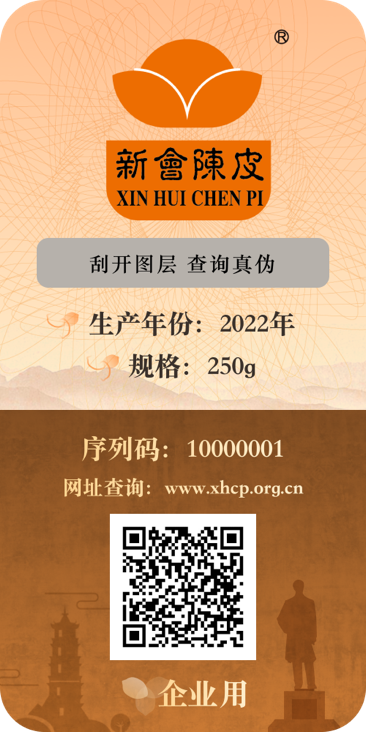 ®
新會陳皮
XIN HUI CHEN PI
刮开图层 查询真伪
生产年份：2022年
规格：250g
序列码：10000001
网址查询：www.xhcp.org.cn
企业用